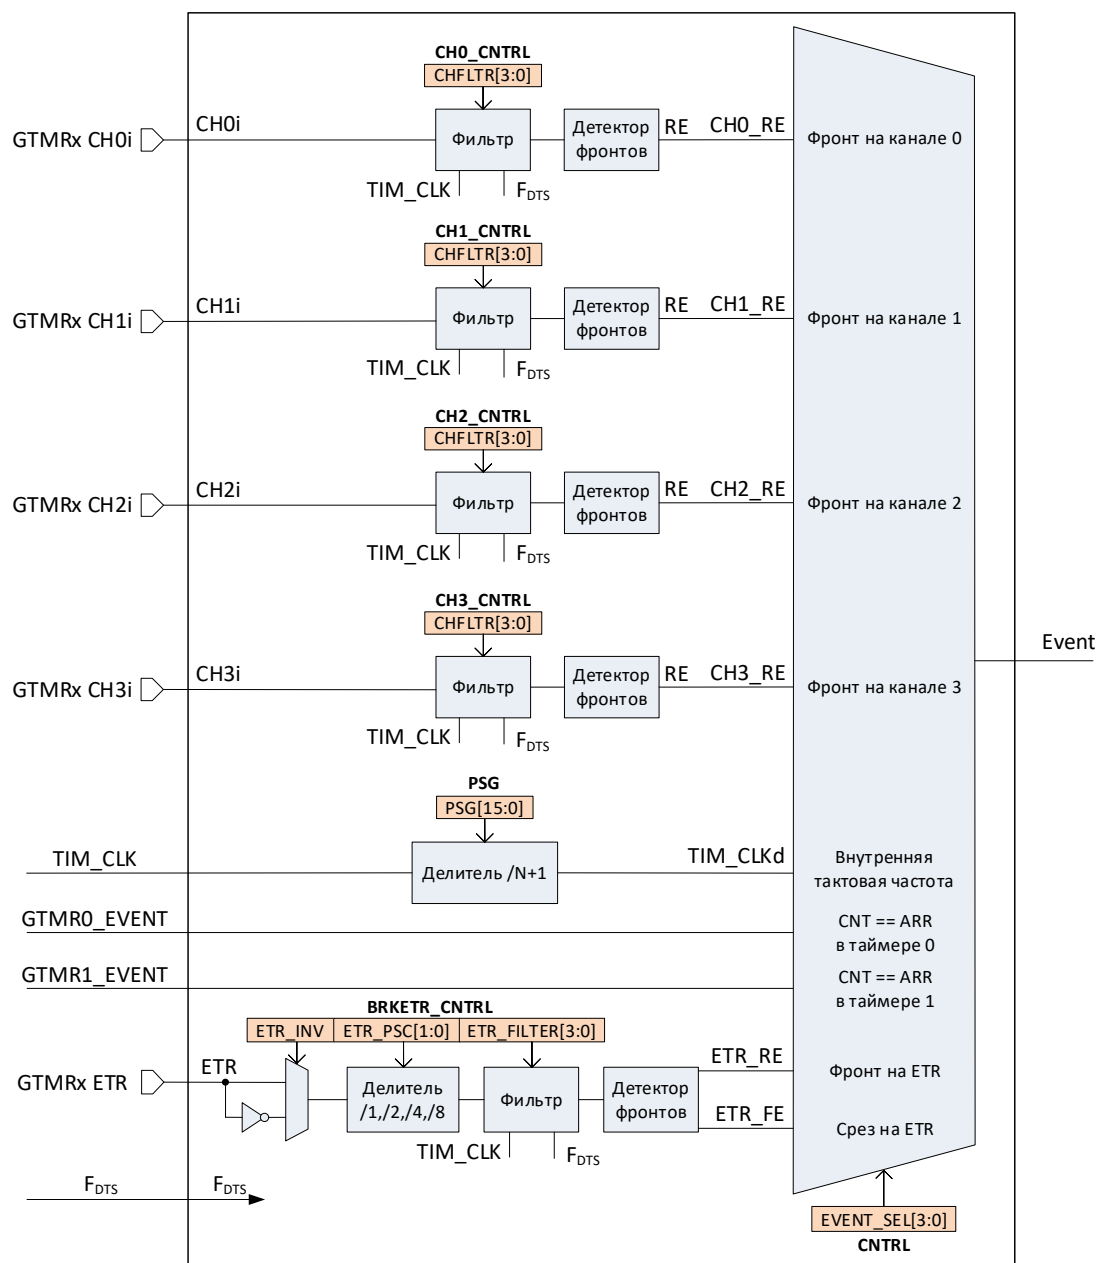 CH0_CNTRL
CHFLTR[3:0]
GTMRx CH0i
CH0i
Фильтр
Детектор
фронтов
RE
CH0_RE
Фронт на канале 0
TIM_CLK
FDTS
CH1_CNTRL
CHFLTR[3:0]
GTMRx CH1i
CH1i
Фильтр
Детектор
фронтов
RE
CH1_RE
Фронт на канале 1
TIM_CLK
FDTS
CH2_CNTRL
CHFLTR[3:0]
GTMRx CH2i
CH2i
Фильтр
Детектор
фронтов
RE
CH2_RE
Фронт на канале 2
TIM_CLK
FDTS
CH3_CNTRL
CHFLTR[3:0]
Event
GTMRx CH3i
CH3i
Фильтр
Детектор
фронтов
RE
CH3_RE
Фронт на канале 3
TIM_CLK
FDTS
PSG
PSG[15:0]
TIM_CLK
Делитель /N+1
TIM_CLKd
Внутренняя
тактовая частота
GTMR0_EVENT
CNT == ARR
в таймере 0
GTMR1_EVENT
CNT == ARR
в таймере 1
BRKETR_CNTRL
ETR_INV
ETR_PSC[1:0]
ETR_FILTER[3:0]
GTMRx ETR
ETR
Делитель
/1,/2,/4,/8
Фильтр
Детектор
фронтов
ETR_RE
Фронт на ETR
ETR_FE
Срез на ETR
TIM_CLK
FDTS
FDTS
FDTS
EVENT_SEL[3:0]
CNTRL